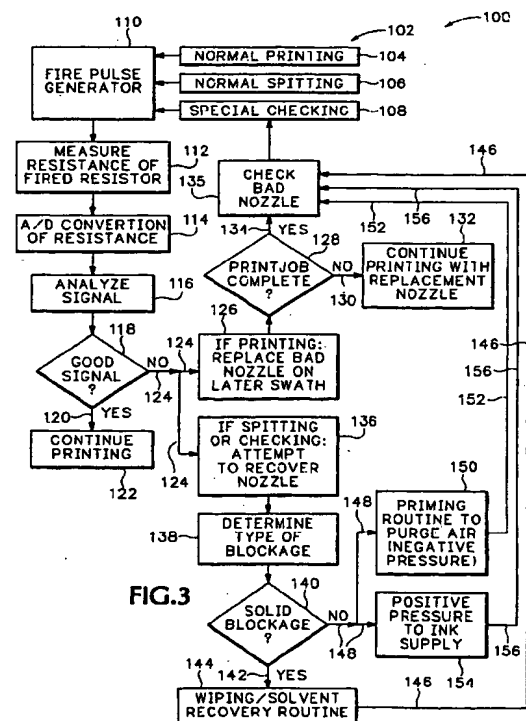 100
102
110
FIRE PULSE
GENERATOR
NORMAL PRINTING
104
NORMAL SPITTING
106
SPECIAL CHECKING
108
MEASURE
RESISTANCE OF
FIRED RESISTOR
112
A/D CONVERTION
OF RESISTANCE
114
ANALYZE
SIGNAL
116
118
GOOD
SIGNAL
?
NO
124
120
YES
CONTINUE
PRINTING
122
135
CHECK
BAD
NOZZLE
146
156
152
134
YES
128
PRINTJOB
COMPLETE
?
NO
130
132
CONTINUE
PRINTING WITH
REPLACEMENT
NOZZLE
124
126
IF PRINTING:
REPLACE BAD
NOZZLE ON
LATER SWATH
146
156
152
124
136
IF SPITTING
OR CHECKING:
ATTEMPT
TO RECOVER
NOZZLE
138
DETERMINE
TYPE OF
BLOCKAGE
140
SOLID
BLOCKAGE
?
NO
148
148
150
PRIMING
ROUTINE TO
PURGE AIR
(NEGATIVE
PRESSURE)
POSITIVE
PRESSURE
TO INK
SUPPLY
154
156
142
YES
144
WIPING/SOLVENT
RECOVERY ROUTINE
146
FIG.3